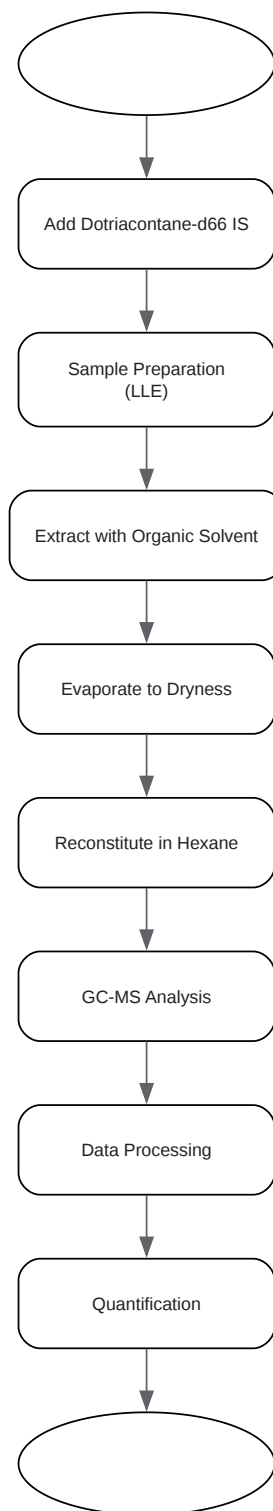 Add Dotriacontane-d66 IS
Sample Preparation
(LLE)
Extract with Organic Solvent
Evaporate to Dryness
Reconstitute in Hexane
GC-MS Analysis
Data Processing
Quantification